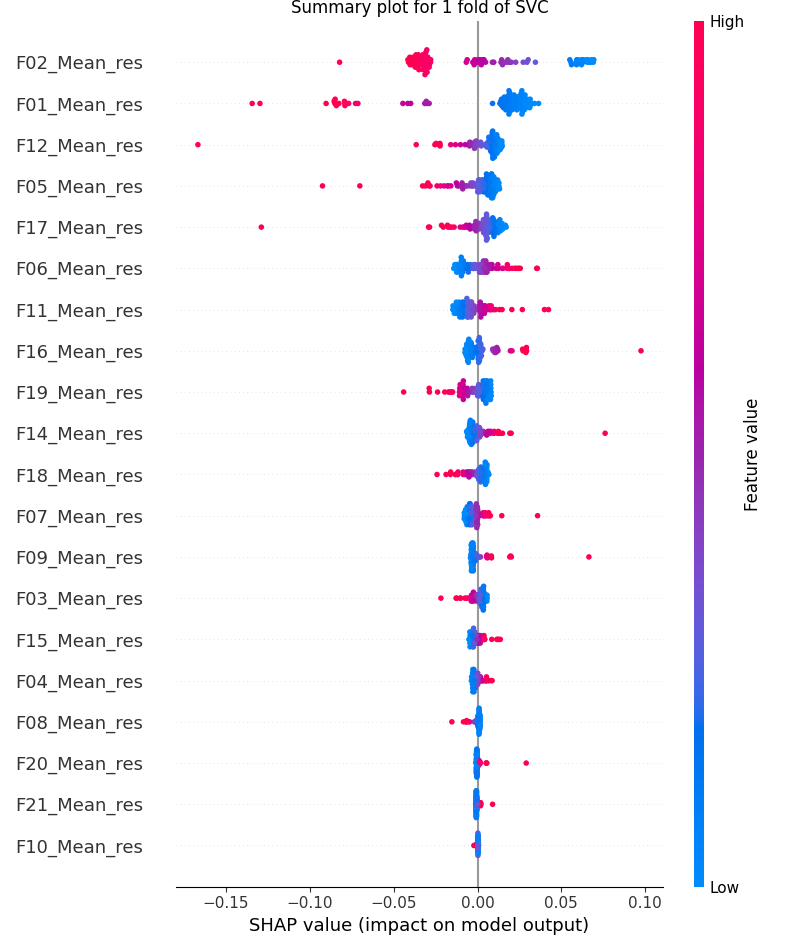 Summary plot for 1 fold of SVC
High
F02_Mean_res
F01_Mean_res
F12_Mean_res
F05_Mean_res
F17_Mean_res
F06_Mean_res
F11_Mean_res
F16_Mean_res
F19_Mean_res
F14_Mean_res
F18_Mean_res
F07_Mean_res
F09_Mean_res
F03_Mean_res
F15_Mean_res
F04_Mean_res
F08_Mean_res
F20_Mean_res
F21_Mean_res
F10_Mean_res
Feature value
Low
−0.15 −0.10 −0.05 0.00 0.05 0.10
SHAP value (impact on model output)